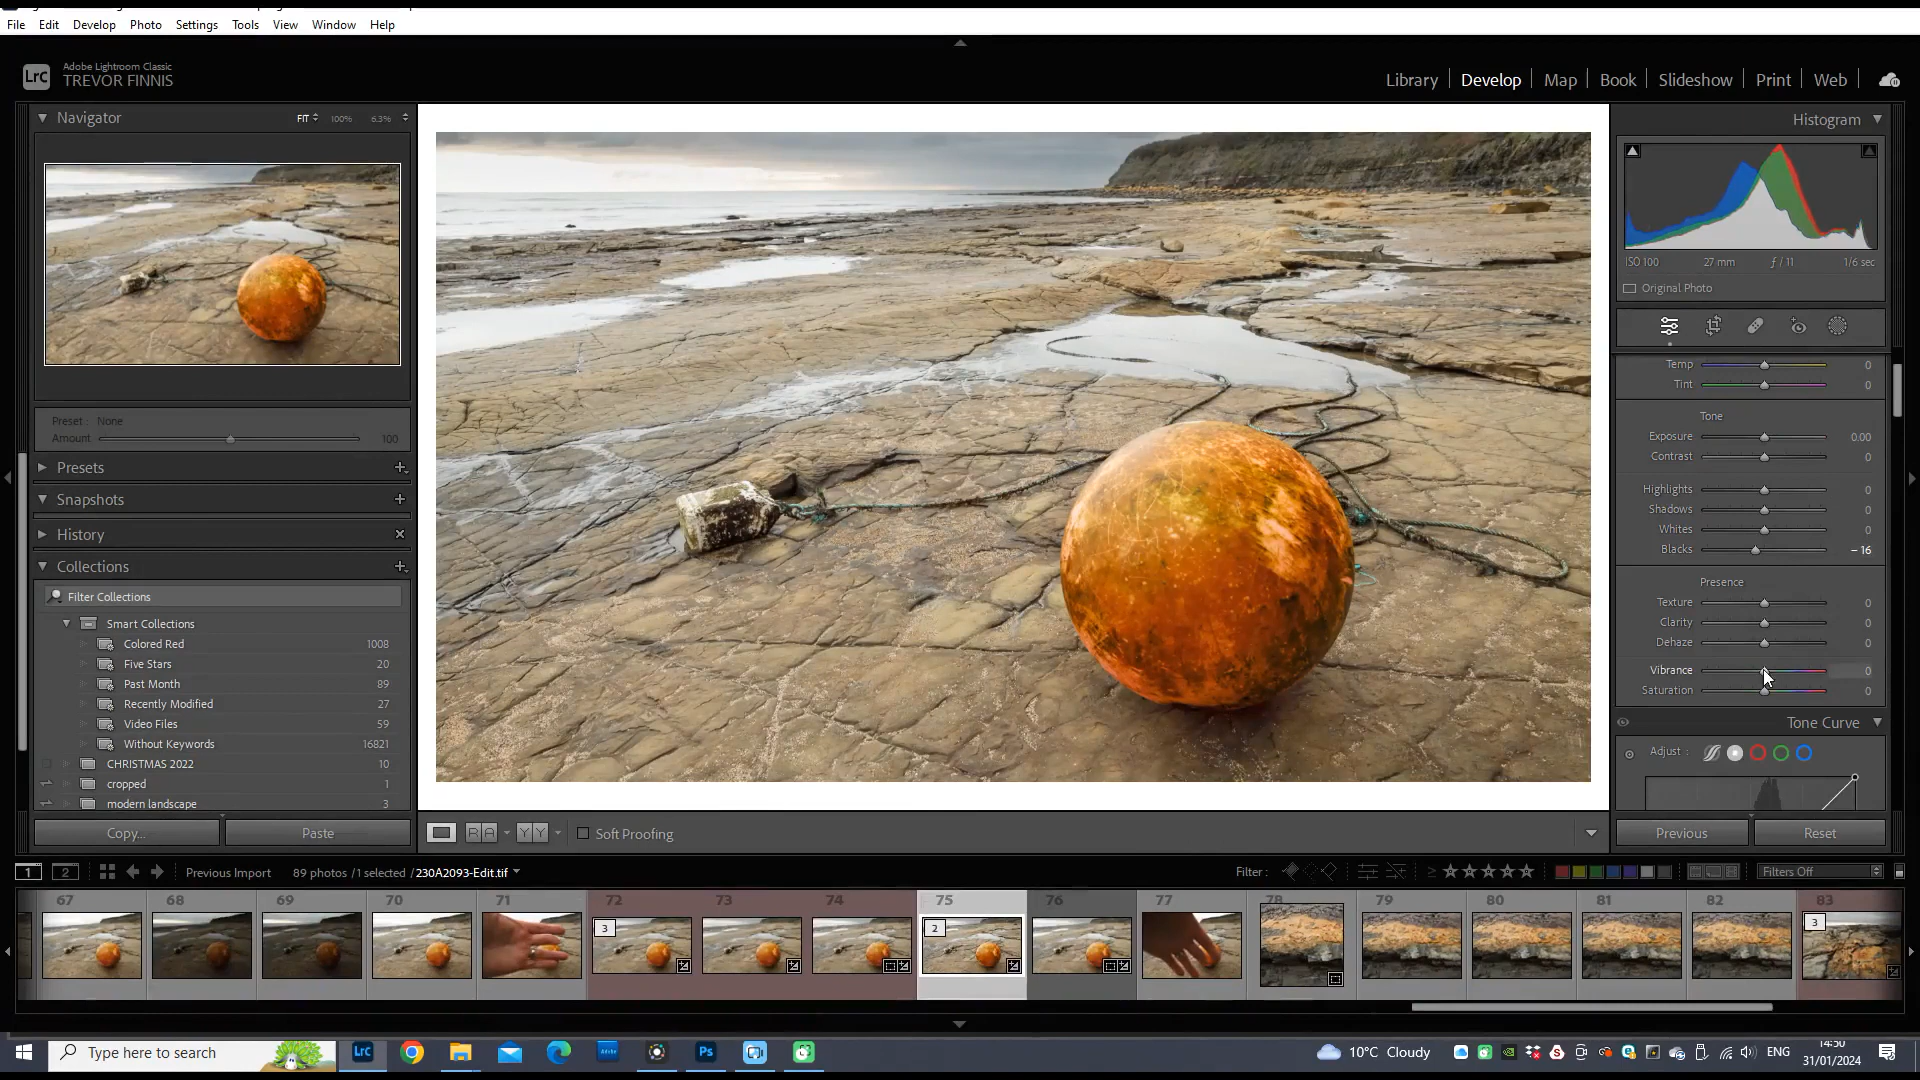 File Edit Develop Photo Settings Tools View Window Help
LrC
Adobe Lightroom Classic
TREVOR FINNIS
Library Develop Map Book Slideshow Print Web
Navigator FIT 100% 6.3%
Histogram
ISO 100 27 mm ƒ / 11 1/6 sec
Original Photo
Temp 0
Tint 0
Tone
Exposure 0.00
Contrast 0
Highlights 0
Shadows 0
Whites 0
Blacks – 16
Presence
Texture 0
Clarity 0
Dehaze 0
Vibrance 0
Saturation 0
Tone Curve
Adjust :
Previous Reset
Preset : None
Amount 100
Presets
Snapshots
History
Collections
Filter Collections
Smart Collections
Colored Red 1008
Five Stars 20
Past Month 89
Recently Modified 27
Video Files 59
Without Keywords 16821
CHRISTMAS 2022 10
cropped 1
modern landscape 3
Copy... Paste
R A Y Y Soft Proofing
1 2 Previous Import 89 photos / 1 selected / 230A2093-Edit.tif
Filter : Filters Off
67 68 69 70 71 72 73 74 75 76 77 78 79 80 81 82 83
3 2 3
Type here to search
LrC Ps
10°C Cloudy
ENG
14:50
31/01/2024